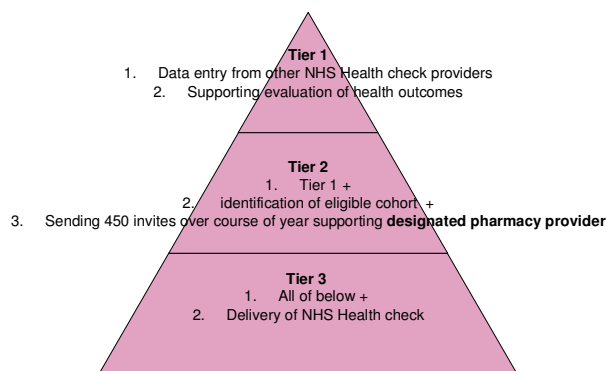 Tier 1
1. Data entry from other NHS Health check providers
2. Supporting evaluation of health outcomes
Tier 2
1. Tier 1 +
2. identification of eligible cohort +
3. Sending 450 invites over course of year supporting designated pharmacy provider
Tier 3
1. All of below +
2. Delivery of NHS Health check